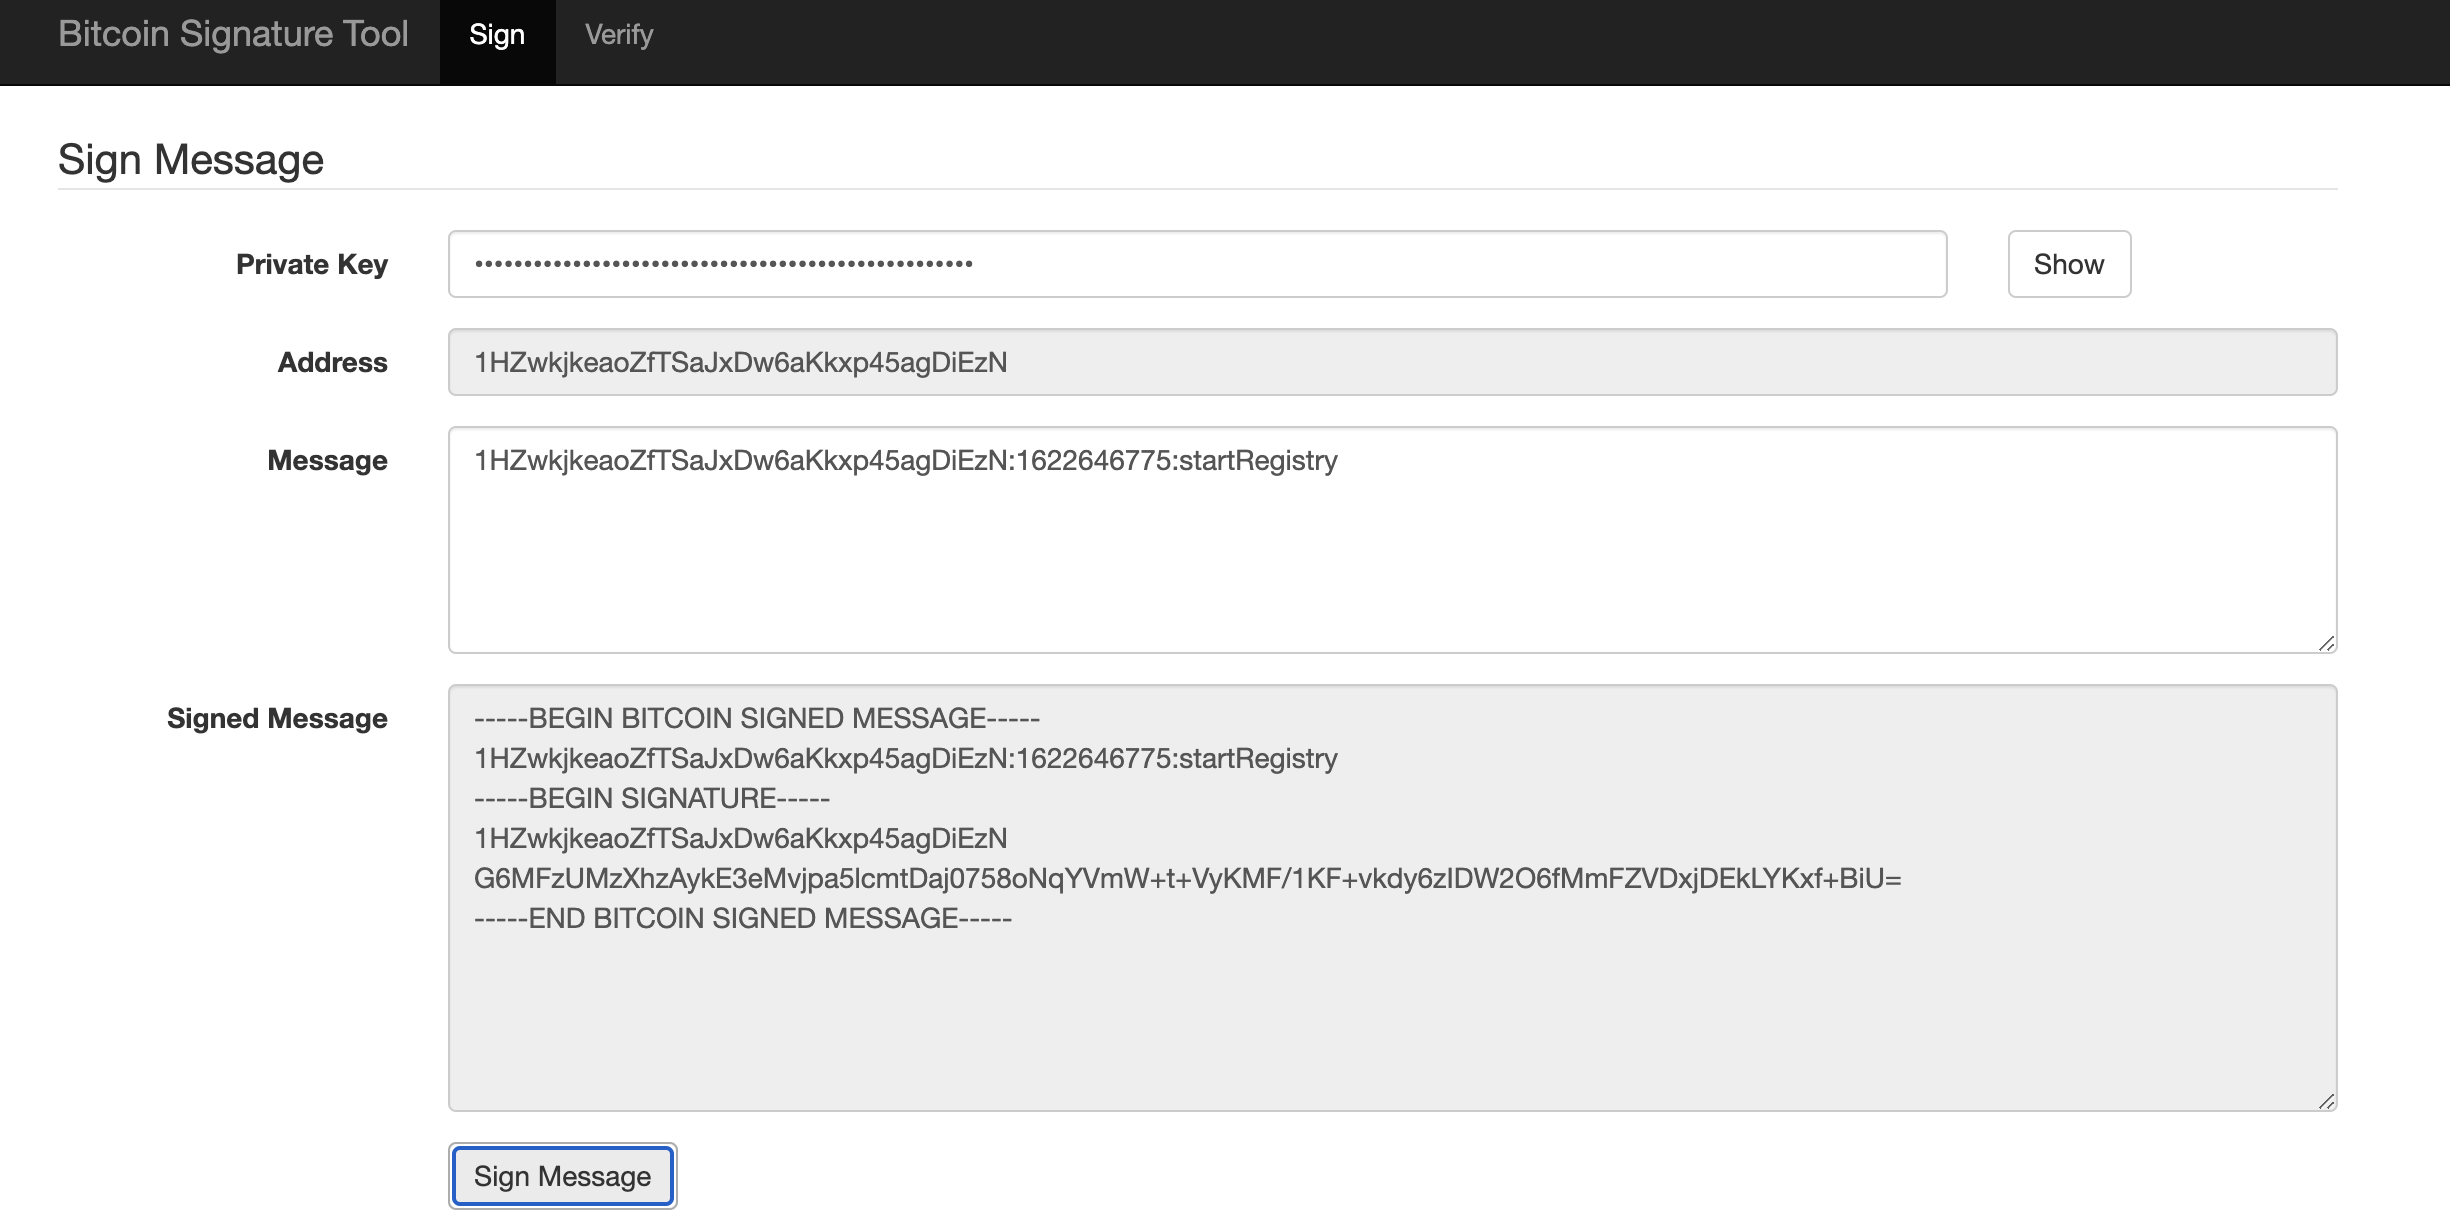 Bitcoin Signature Tool Sign Verify
Sign Message
Private Key •••••••••••••••••••••••••••••••••••••••••••••••••••• Show
Address 1HZwkjkeaoZfTSaJxDw6aKkxp45agDiEzN
Message 1HZwkjkeaoZfTSaJxDw6aKkxp45agDiEzN:1622646775:startRegistry
Signed Message -----BEGIN BITCOIN SIGNED MESSAGE-----
1HZwkjkeaoZfTSaJxDw6aKkxp45agDiEzN:1622646775:startRegistry
-----BEGIN SIGNATURE-----
1HZwkjkeaoZfTSaJxDw6aKkxp45agDiEzN
G6MFzUMzXhzAykE3eMvjpa5lcmtDaj0758oNqYVmW+t+VyKMF/1KF+vkdy6zIDW2O6fMmFZVDxjDEkLYKxf+BiU=
-----END BITCOIN SIGNED MESSAGE-----
Sign Message